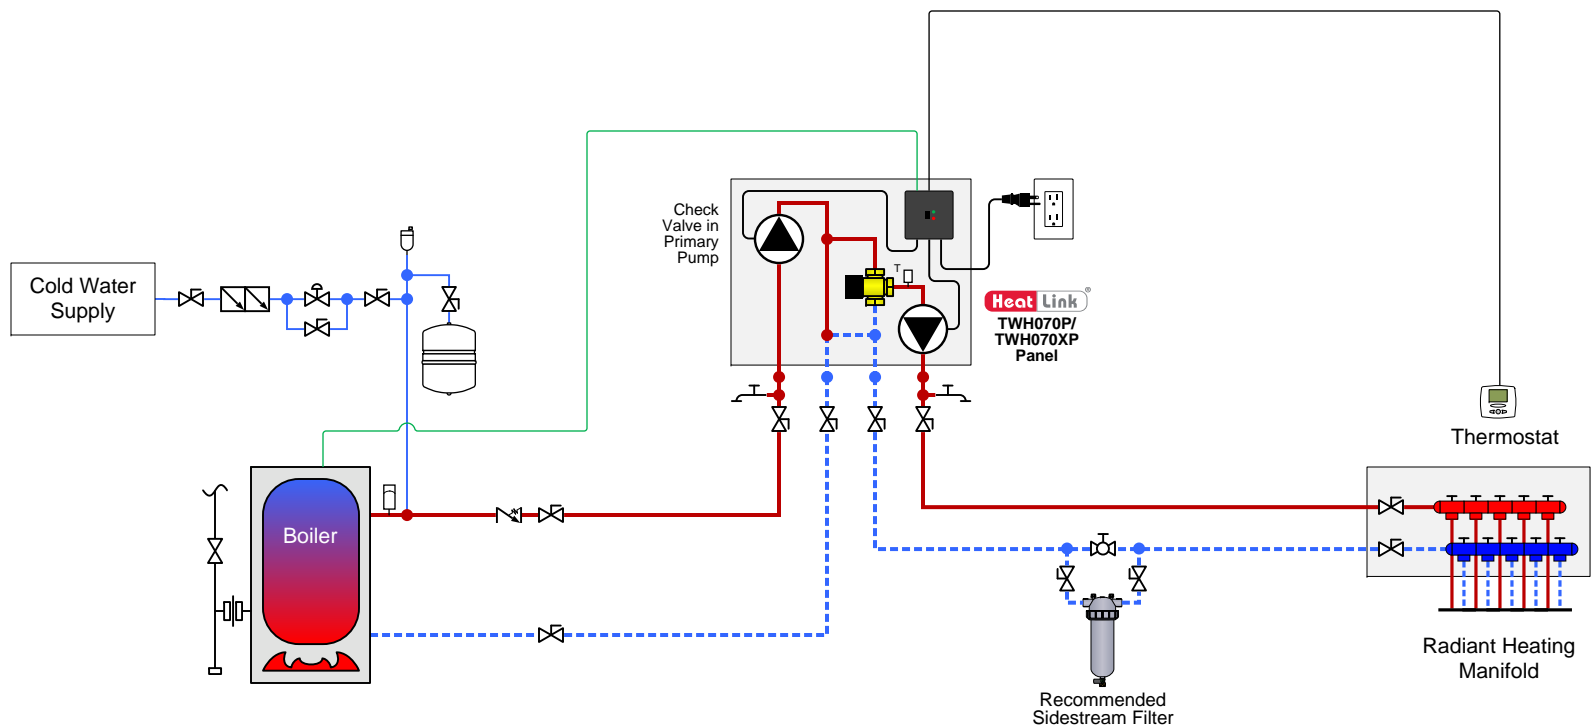 Check
Valve in
Primary
Pump
Cold Water
Supply
T
Heat Link®
TWH070P/
TWH070XP
Panel
Thermostat
Boiler
Radiant Heating
Manifold
Recommended
Sidestream Filter